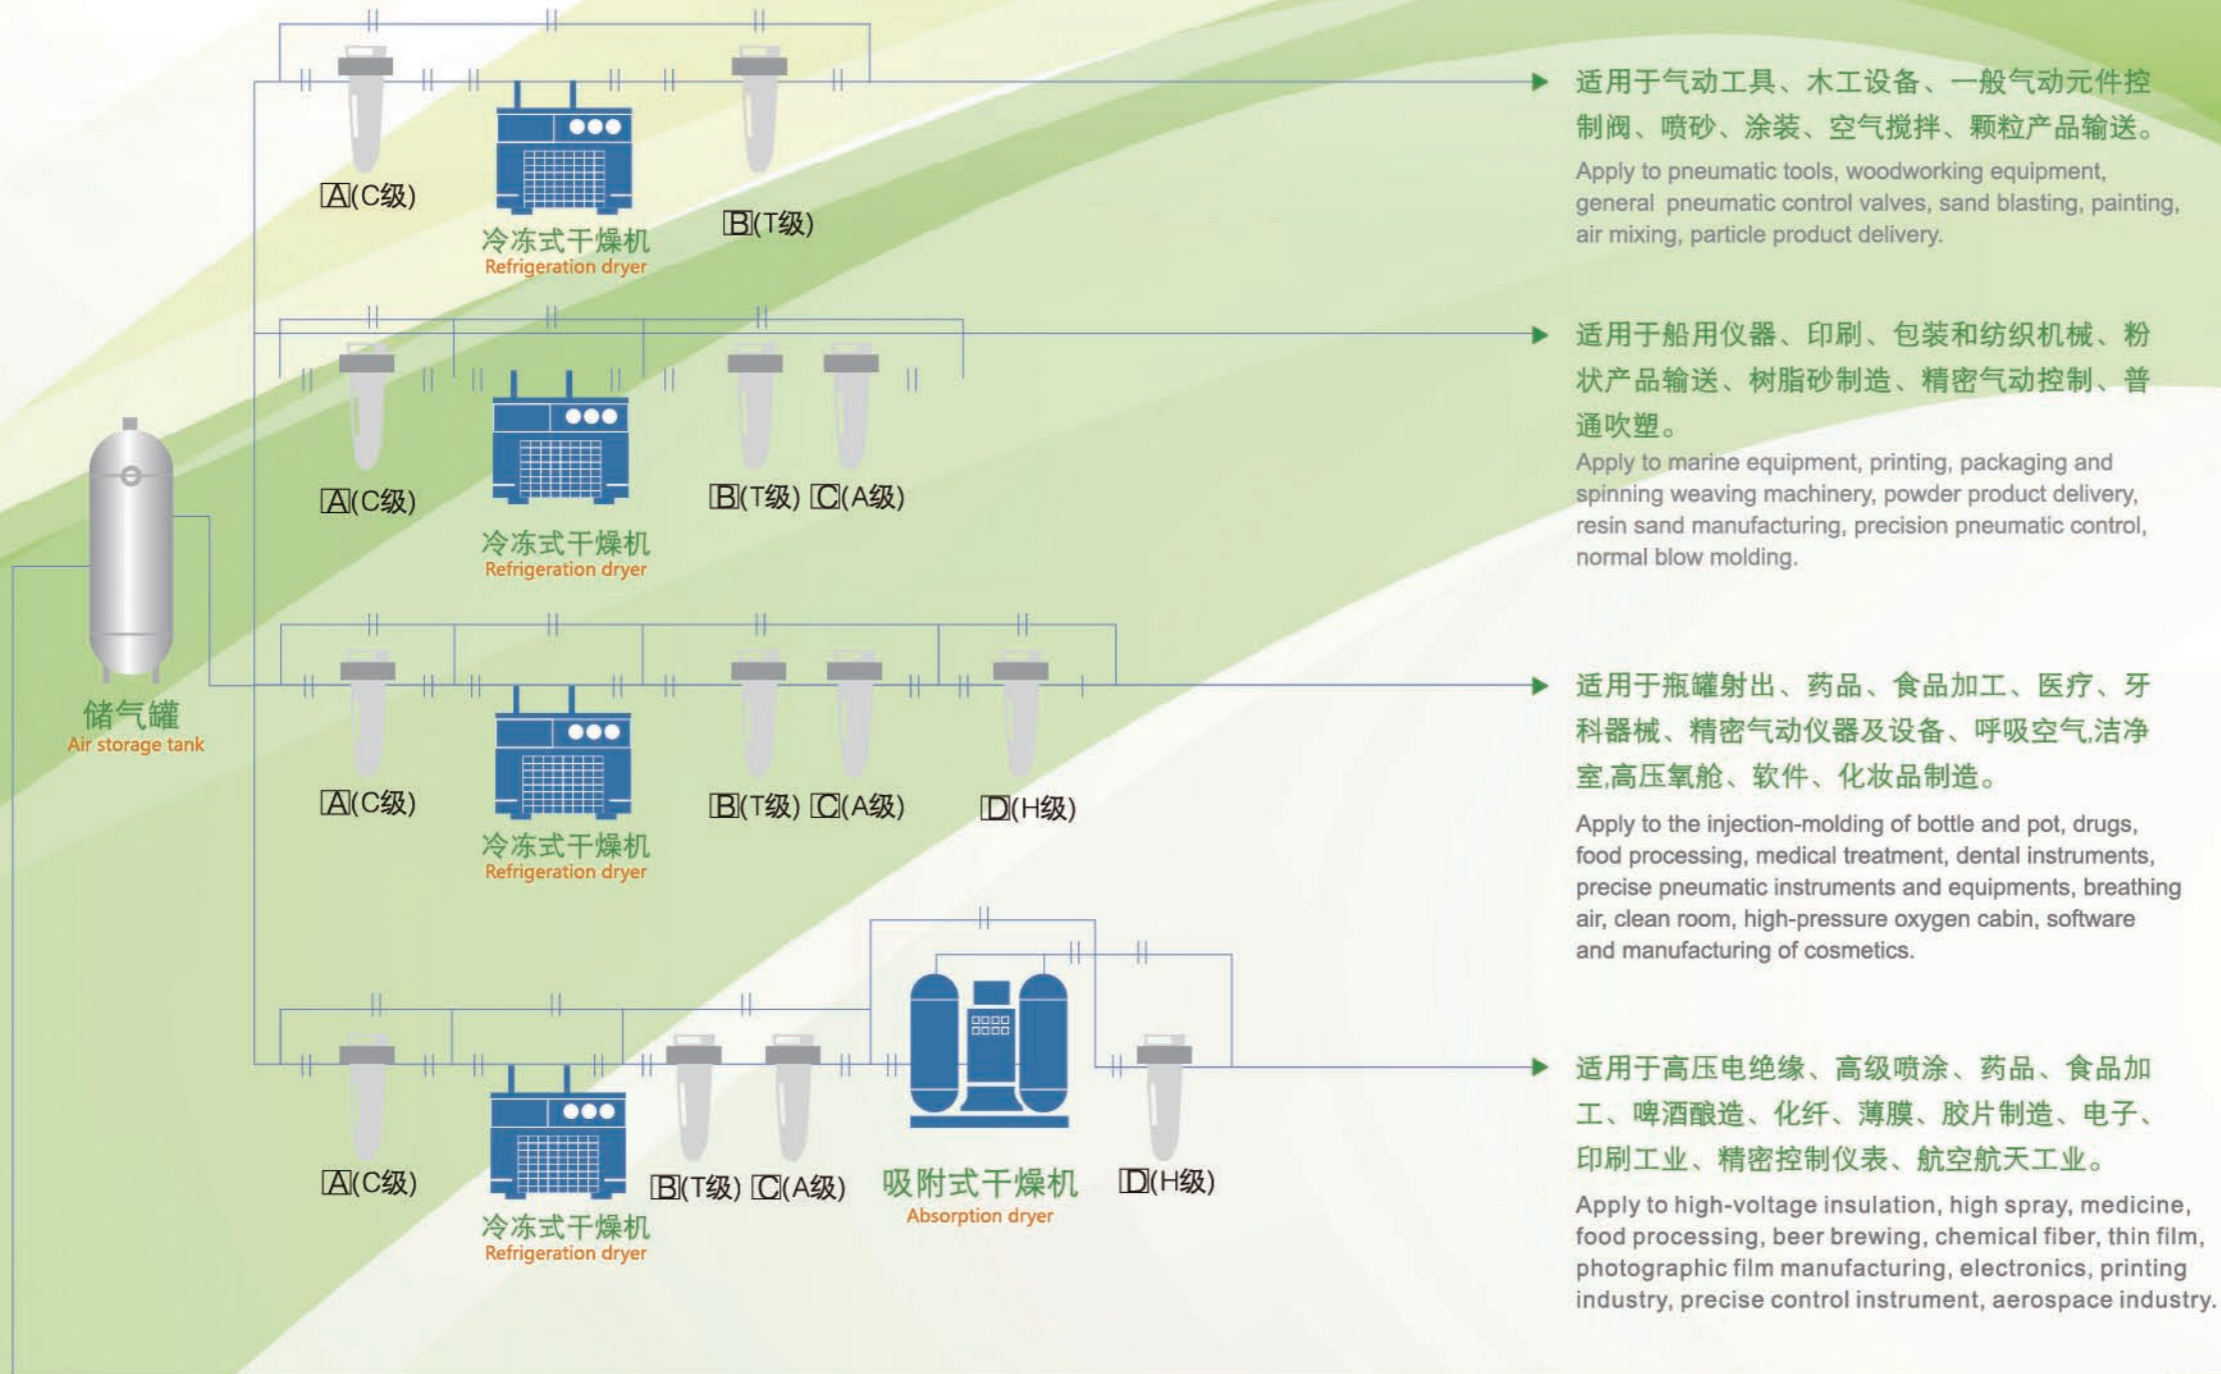 A(C级)
冷冻式干燥机
Refrigeration dryer
B(T级)
适用于气动工具、木工设备、一般气动元件控
制阀、喷砂、涂装、空气搅拌、颗粒产品输送。
Apply to pneumatic tools, woodworking equipment,
general pneumatic control valves, sand blasting, painting,
air mixing, particle product delivery.
A(C级)
冷冻式干燥机
Refrigeration dryer
B(T级) C(A级)
适用于船用仪器、印刷、包装和纺织机械、粉
状产品输送、树脂砂制造、精密气动控制、普
通吹塑。
Apply to marine equipment, printing, packaging and
spinning weaving machinery, powder product delivery,
resin sand manufacturing, precision pneumatic control,
normal blow molding.
储气罐
Air storage tank
A(C级)
冷冻式干燥机
Refrigeration dryer
B(T级) C(A级)
D(H级)
适用于瓶罐射出、药品、食品加工、医疗、牙
科器械、精密气动仪器及设备、呼吸空气,洁净
室,高压氧舱、软件、化妆品制造。
Apply to the injection-molding of bottle and pot, drugs,
food processing, medical treatment, dental instruments,
precise pneumatic instruments and equipments, breathing
air, clean room, high-pressure oxygen cabin, software
and manufacturing of cosmetics.
A(C级)
冷冻式干燥机
Refrigeration dryer
B(T级) C(A级)
吸附式干燥机
Absorption dryer
D(H级)
适用于高压电绝缘、高级喷涂、药品、食品加
工、啤酒酿造、化纤、薄膜、胶片制造、电子、
印刷工业、精密控制仪表、航空航天工业。
Apply to high-voltage insulation, high spray, medicine,
food processing, beer brewing, chemical fiber, thin film,
photographic film manufacturing, electronics, printing
industry, precise control instrument, aerospace industry.